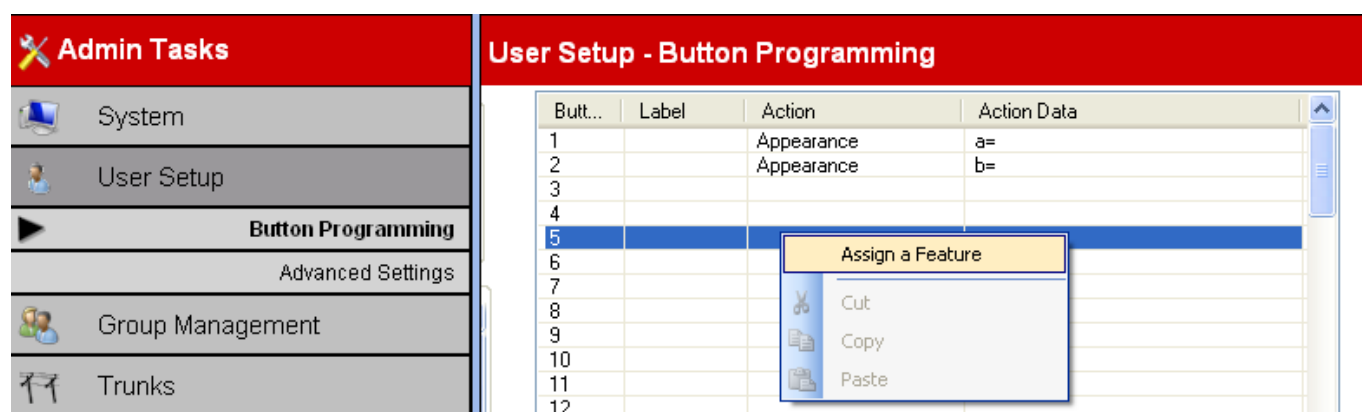 Admin Tasks
System
User Setup
Button Programming
Advanced Settings
Group Management
Trunks
User Setup - Button Programming
Butt... Label Action Action Data
1 Appearance a=
2 Appearance b=
3
4
5
6
7
8
9
10
11
12
Assign a Feature
Cut
Copy
Paste